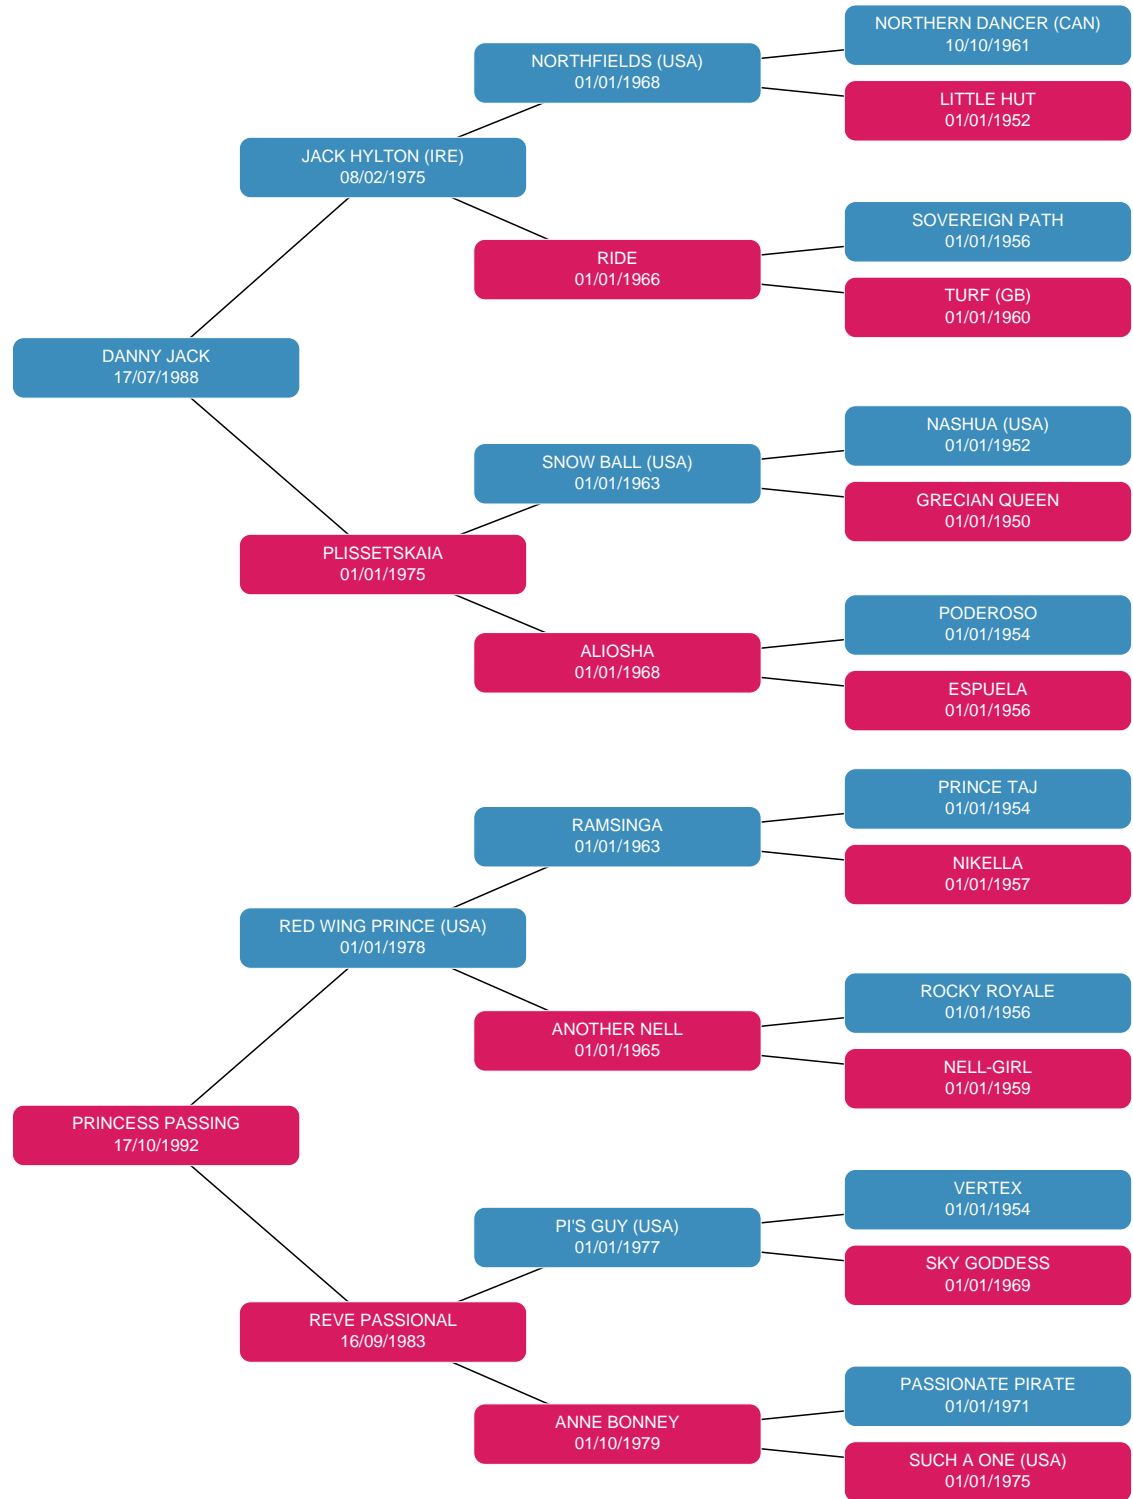 NORTHERN DANCER (CAN)
10/10/1961
NORTHFIELDS (USA)
01/01/1968
LITTLE HUT
01/01/1952
JACK HYLTON (IRE)
08/02/1975
SOVEREIGN PATH
01/01/1956
RIDE
01/01/1966
TURF (GB)
01/01/1960
DANNY JACK
17/07/1988
NASHUA (USA)
01/01/1952
SNOW BALL (USA)
01/01/1963
GRECIAN QUEEN
01/01/1950
PLISSETSKAIA
01/01/1975
PODEROSO
01/01/1954
ALIOSHA
01/01/1968
ESPUELA
01/01/1956
PRINCE TAJ
01/01/1954
RAMSINGA
01/01/1963
NIKELLA
01/01/1957
RED WING PRINCE (USA)
01/01/1978
ROCKY ROYALE
01/01/1956
ANOTHER NELL
01/01/1965
NELL-GIRL
01/01/1959
PRINCESS PASSING
17/10/1992
VERTEX
01/01/1954
PI'S GUY (USA)
01/01/1977
SKY GODDESS
01/01/1969
REVE PASSIONAL
16/09/1983
PASSIONATE PIRATE
01/01/1971
ANNE BONNEY
01/10/1979
SUCH A ONE (USA)
01/01/1975